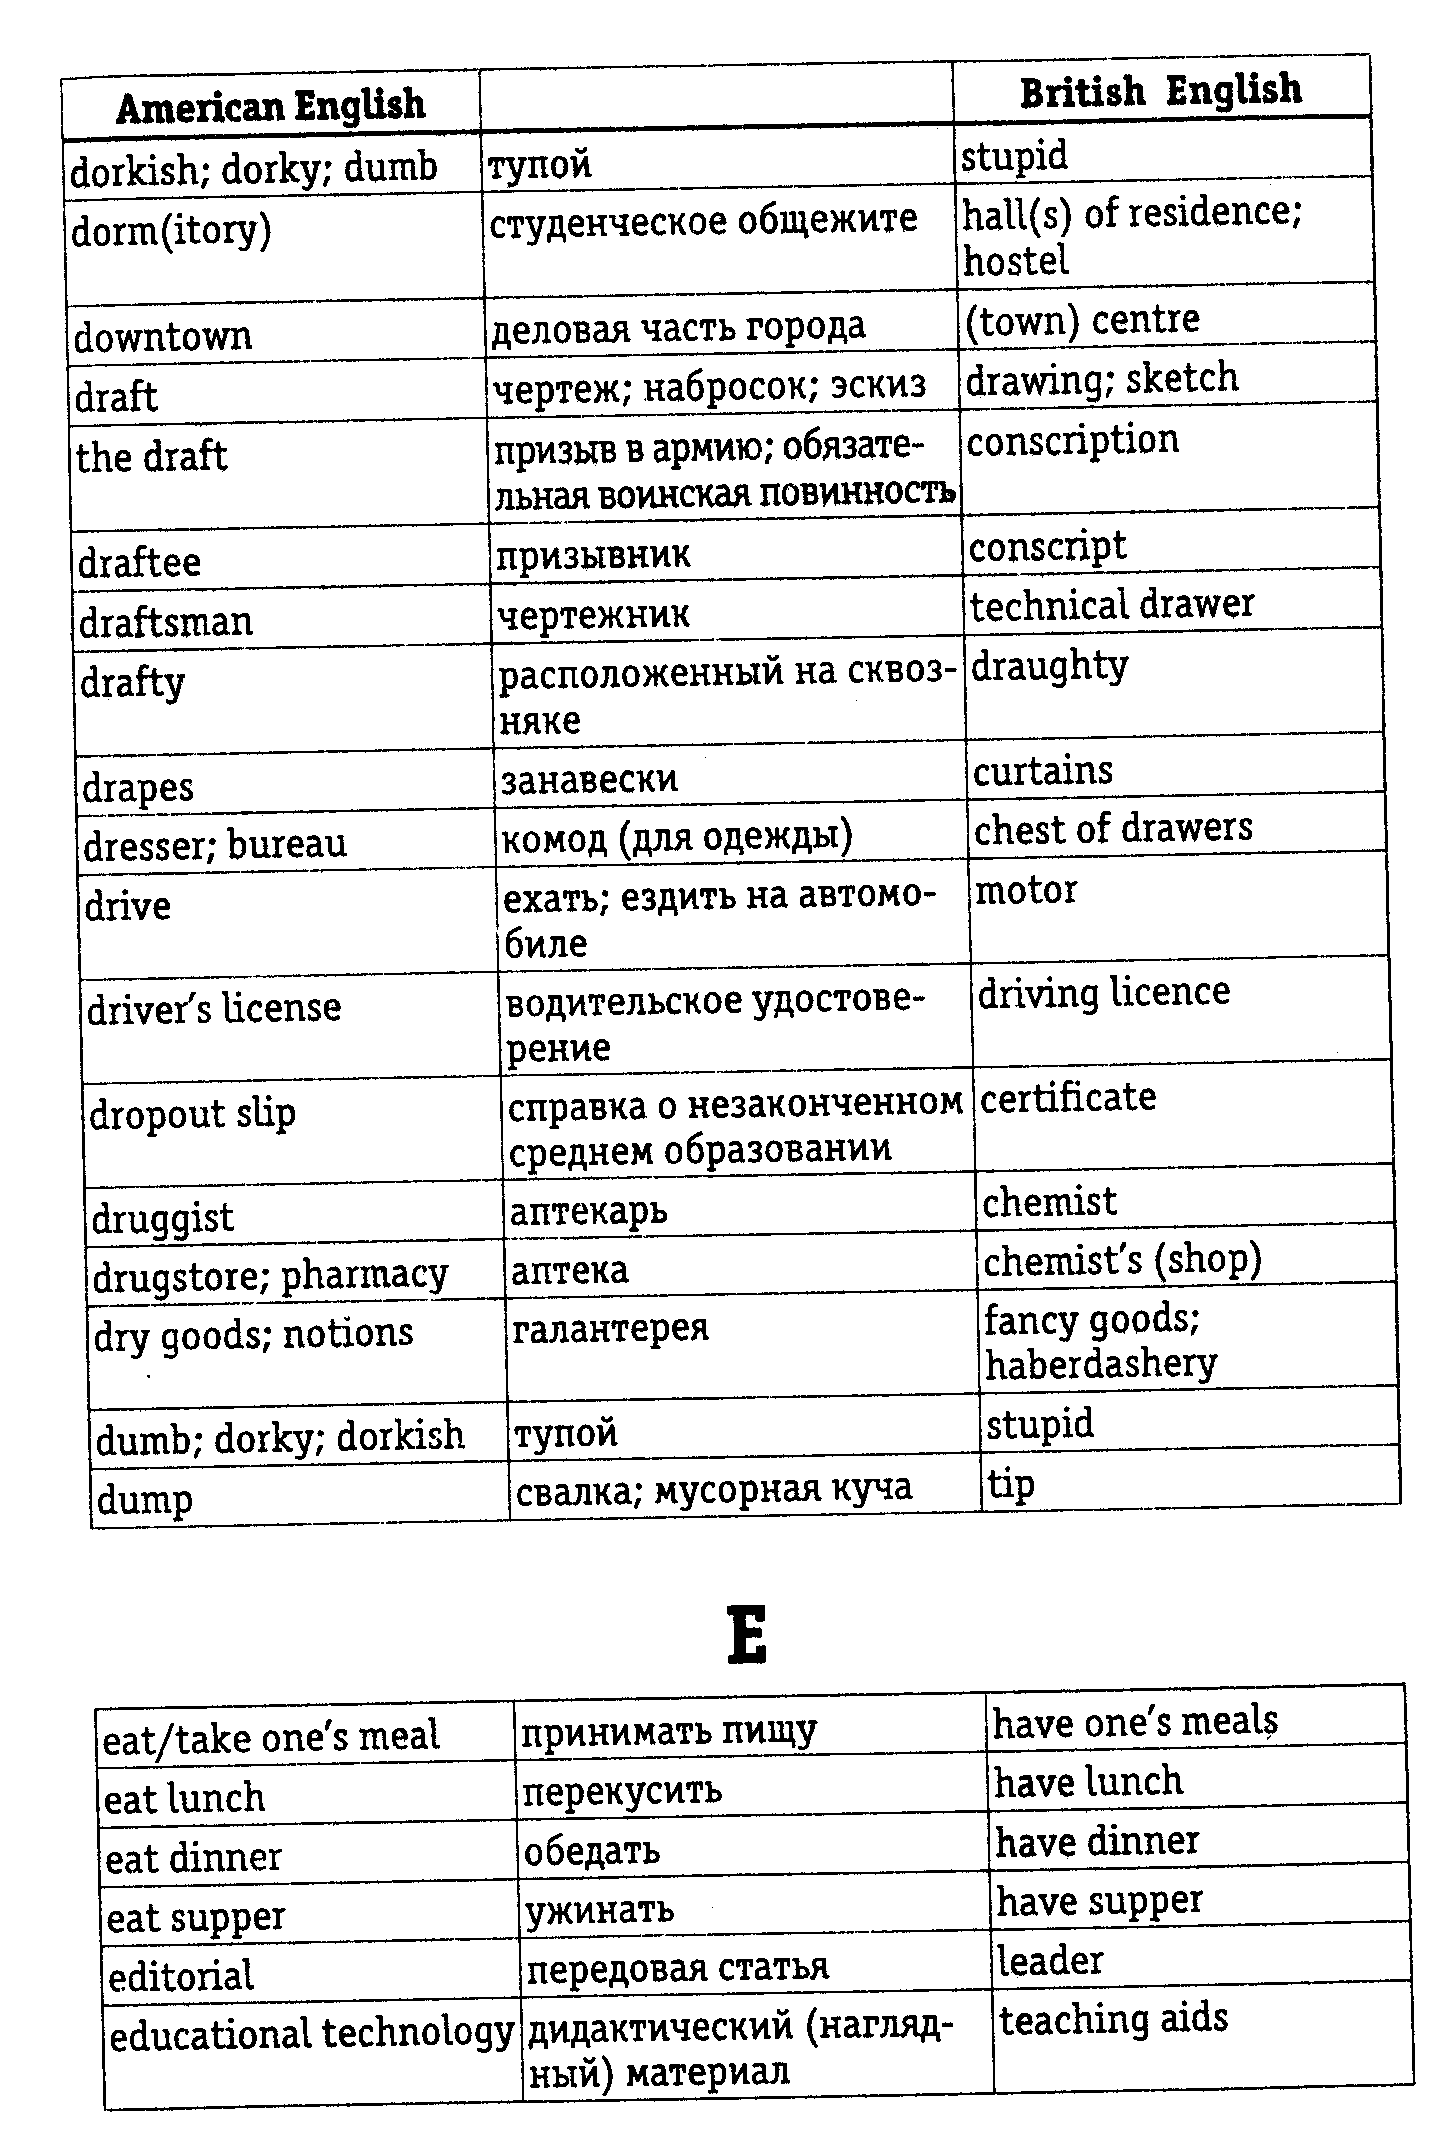 American English British English
dorkish; dorky; dumb тупой stupid
dorm(itory) студенческое общежите hall(s) of residence;
hostel
downtown деловая часть города (town) centre
draft чертеж; набросок; эскиз drawing; sketch
the draft призыв в армию; обязате- conscription
льная воинская повинность
draftee призывник conscript
draftsman чертежник technical drawer
drafty расположенный на сквоз- draughty
няке
drapes занавески curtains
dresser; bureau комод (для одежды) chest of drawers
drive ехать; ездить на автомо- motor
биле
driver's license водительское удостове- driving licence
рение
dropout slip справка о незаконченном certificate
среднем образовании
druggist аптекарь chemist
drugstore; pharmacy аптека chemist's (shop)
dry goods; notions галантерея fancy goods;
haberdashery
dumb; dorky; dorkish тупой stupid
dump свалка; мусорная куча tip
E
eat/take one's meal принимать пищу have one's meals
eat lunch перекусить have lunch
eat dinner обедать have dinner
eat supper ужинать have supper
editorial передовая статья leader
educational technology дидактический (нагляд- teaching aids
ный) материал